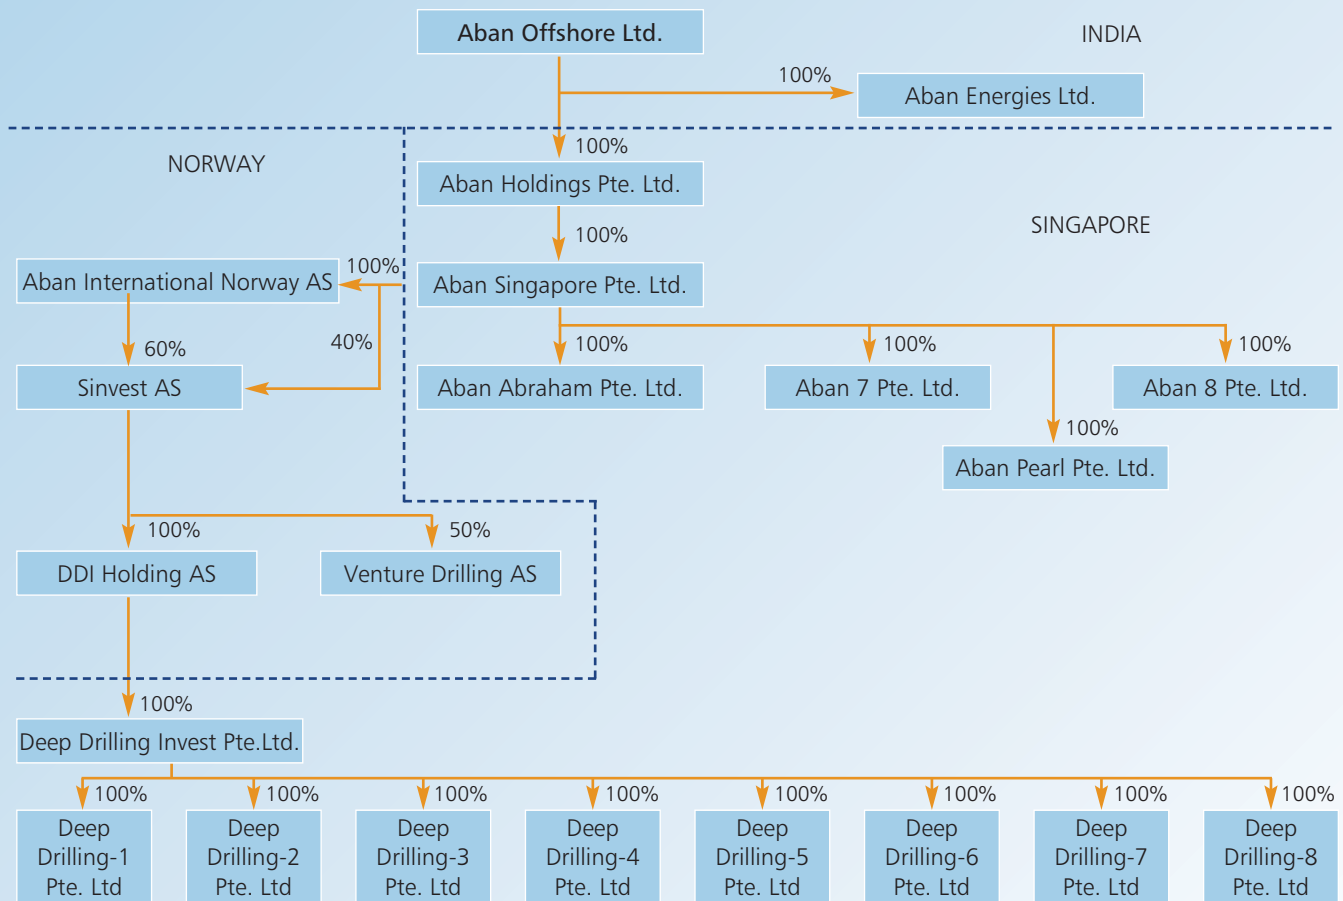 Aban Offshore Ltd.
INDIA
100%
Aban Energies Ltd.
100%
NORWAY
Aban Holdings Pte. Ltd.
SINGAPORE
100%
Aban International Norway AS
100%
Aban Singapore Pte. Ltd.
60%
40%
100%
100%
100%
Sinvest AS
Aban Abraham Pte. Ltd.
Aban 7 Pte. Ltd.
Aban 8 Pte. Ltd.
100%
Aban Pearl Pte. Ltd.
100%
50%
DDI Holding AS
Venture Drilling AS
100%
Deep Drilling Invest Pte.Ltd.
100%
100%
100%
100%
100%
100%
100%
100%
Deep
Drilling-1
Pte. Ltd
Deep
Drilling-2
Pte. Ltd
Deep
Drilling-3
Pte. Ltd
Deep
Drilling-4
Pte. Ltd
Deep
Drilling-5
Pte. Ltd
Deep
Drilling-6
Pte. Ltd
Deep
Drilling-7
Pte. Ltd
Deep
Drilling-8
Pte. Ltd